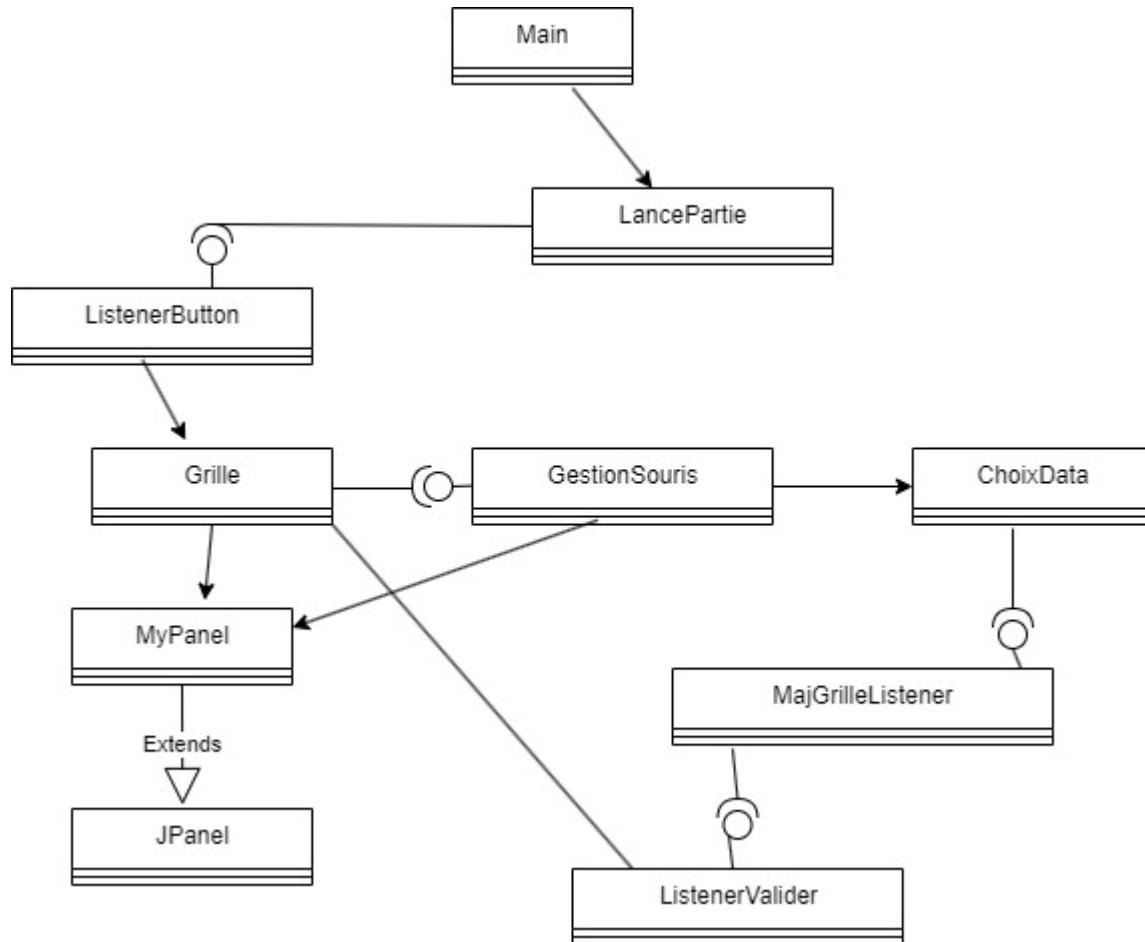 Main
LancePartie
ListenerButton
Grille
GestionSouris
ChoixData
MyPanel
MajGrilleListener
Extends
JPanel
ListenerValider